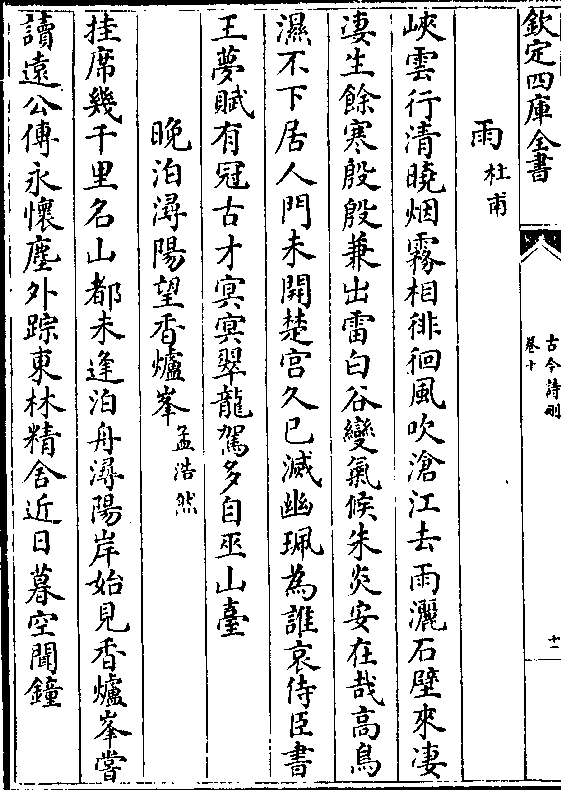 欽定四庫全書
古今詩刪
卷十
十二
雨 杜甫
峽雲行清曉烟霧相徘徊風吹滄江去雨灑石壁來凄
凄生餘寒殷殷兼出雷白谷變氣候朱炎安在哉高鳥
濕不下居人門未開楚宮久已滅幽珮為誰哀侍臣書
王夢賦有冠古才冥冥翠龍駕多自巫山臺
晚泊潯陽望香爐峯 孟浩然
挂席幾千里名山都未逢泊舟潯陽岸始見香爐峯嘗
讀遠公傳永懷塵外踪東林精舍近日暮空聞鐘